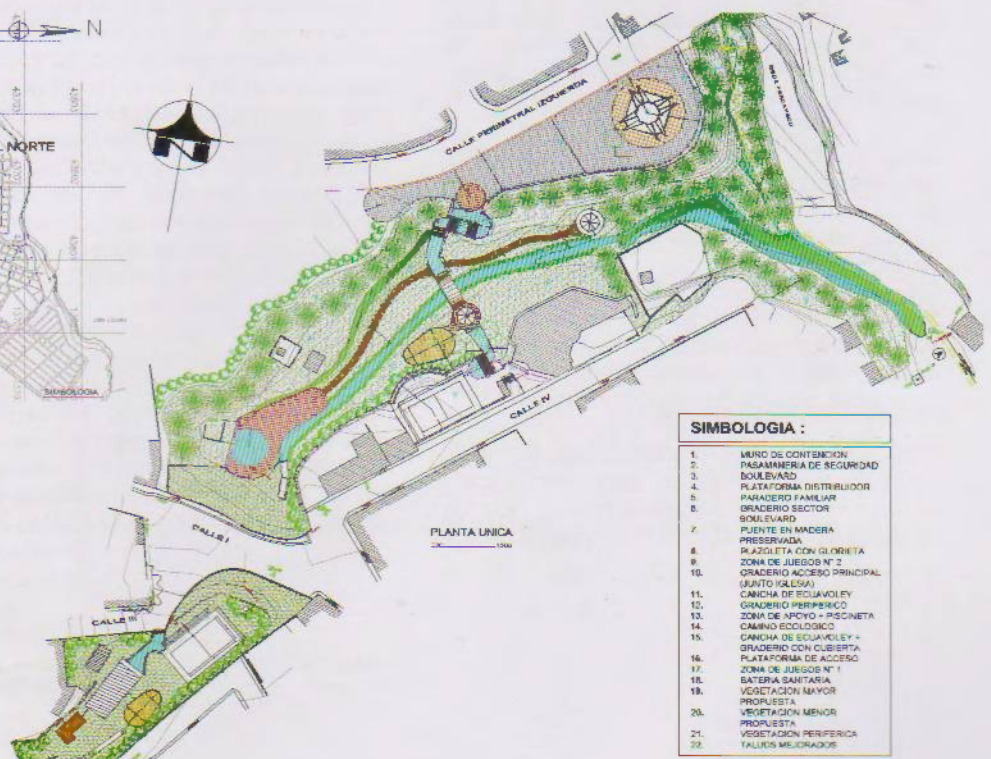 N
NORTE
SIMBOLOGIA
CALLE PERIMETRAL IZQUIERDA
CALLE IV
PLANTA UNICA
CALLE I
CALLE III
SIMBOLOGIA :
1. MURO DE CONTENCION
2. PASAMANERIA DE SEGURIDAD
3. BOULEVARD
4. PLATAFORMA DISTRIBUIDOR
5. PARADERO FAMILIAR
6. GRADERIO SECTOR
BOULEVARD
7. PUENTE EN MADERA
PRESERVADA
8. PLAZOLETA CON GLORIETA
9. ZONA DE JUEGOS N° 2
10. GRADERIO ACCESO PRINCIPAL
(JUNTO IGLESIA)
11. CANCHA DE ECUAVOLEY
12. GRADERIO PERIFERICO
13. ZONA DE APOYO + PISCINETA
14. CAMINO ECOLOGICO
15. CANCHA DE ECUAVOLEY +
GRADERIO CON CUBIERTA
16. PLATAFORMA DE ACCESO
17. ZONA DE JUEGOS N° 1
18. BATERIA SANITARIA
19. VEGETACION MAYOR
PROPUESTA
20. VEGETACION MENOR
PROPUESTA
21. VEGETACION PERIFERICA
22. TALUDS MEJORADOS